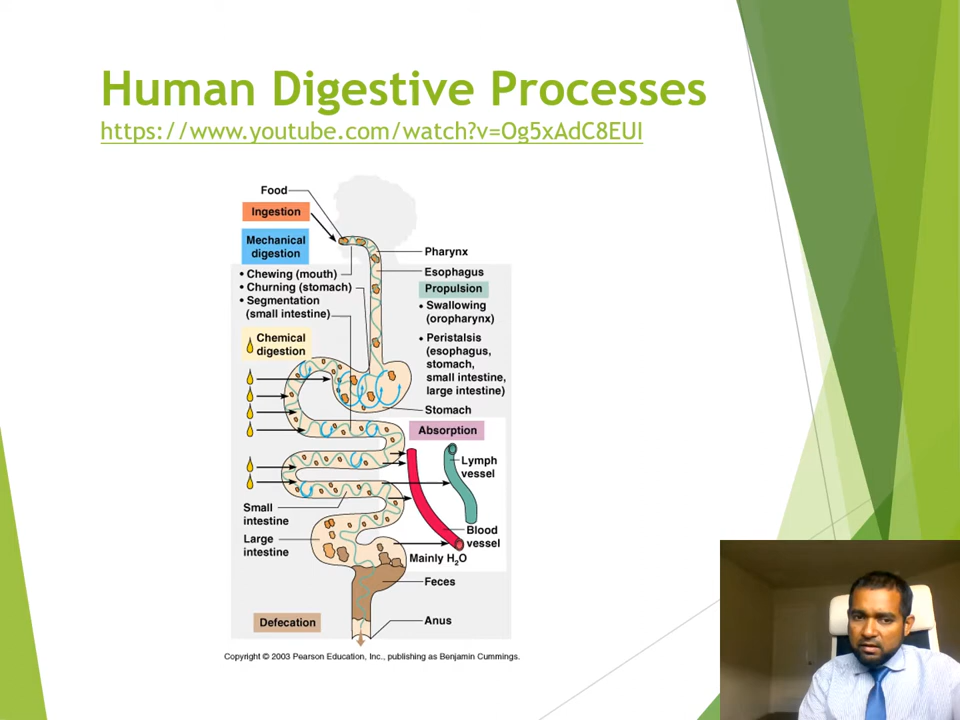 Human Digestive Processes
https://www.youtube.com/watch?v=Og5xAdC8EUI
Food
Ingestion
Mechanical
digestion
• Chewing (mouth)
• Churning (stomach)
• Segmentation
(small intestine)
Chemical
digestion
Pharynx
Esophagus
Propulsion
• Swallowing
(oropharynx)
• Peristalsis
(esophagus,
stomach,
small intestine,
large intestine)
Stomach
Absorption
Lymph
vessel
Small
intestine
Large
intestine
Blood
vessel
Mainly H₂O
Feces
Defecation
Anus
Copyright © 2003 Pearson Education, Inc., publishing as Benjamin Cummings.